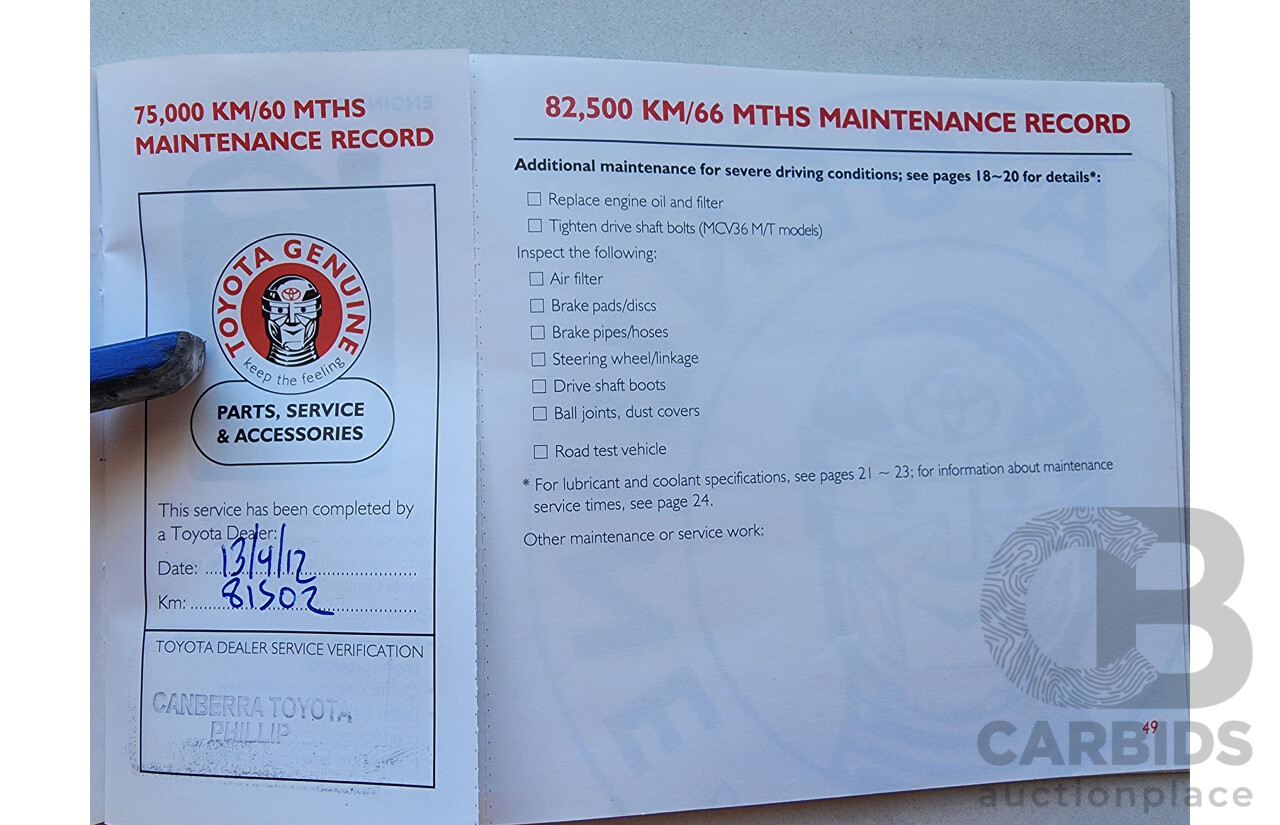 75,000 KM/60 MTHS
MAINTENANCE RECORD
TOYOTA GENUINE
keep the feeling
PARTS, SERVICE
& ACCESSORIES
This service has been completed by
a Toyota Dealer:
Date: 13/4/12
Km: 81502
TOYOTA DEALER SERVICE VERIFICATION
CANBERRA TOYOTA
PHILLIP
82,500 KM/66 MTHS MAINTENANCE RECORD
Additional maintenance for severe driving conditions; see pages 18~20 for details*:
Replace engine oil and filter
Tighten drive shaft bolts (MCV36 M/T models)
Inspect the following:
Air filter
Brake pads/discs
Brake pipes/hoses
Steering wheel/linkage
Drive shaft boots
Ball joints, dust covers
Road test vehicle
* For lubricant and coolant specifications, see pages 21 ~ 23; for information about maintenance
service times, see page 24.
Other maintenance or service work:
49
CB
CARBIDS
auctionplace